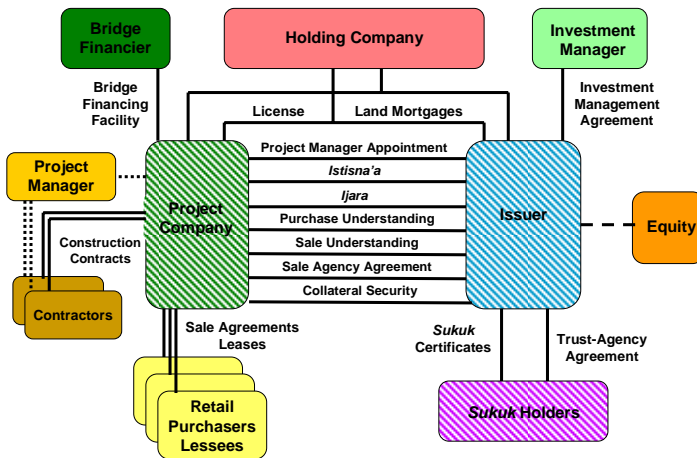 Bridge
Financier
Holding Company
Investment
Manager
Bridge
Financing
Facility
Investment
Management
Agreement
License
Land Mortgages
Project Manager Appointment
Istisna'a
Ijara
Purchase Understanding
Sale Understanding
Sale Agency Agreement
Collateral Security
Project
Manager
Project
Company
Issuer
Equity
Construction
Contracts
Contractors
Sale Agreements
Leases
Sukuk
Certificates
Trust-Agency
Agreement
Retail
Purchasers
Lessees
Sukuk Holders